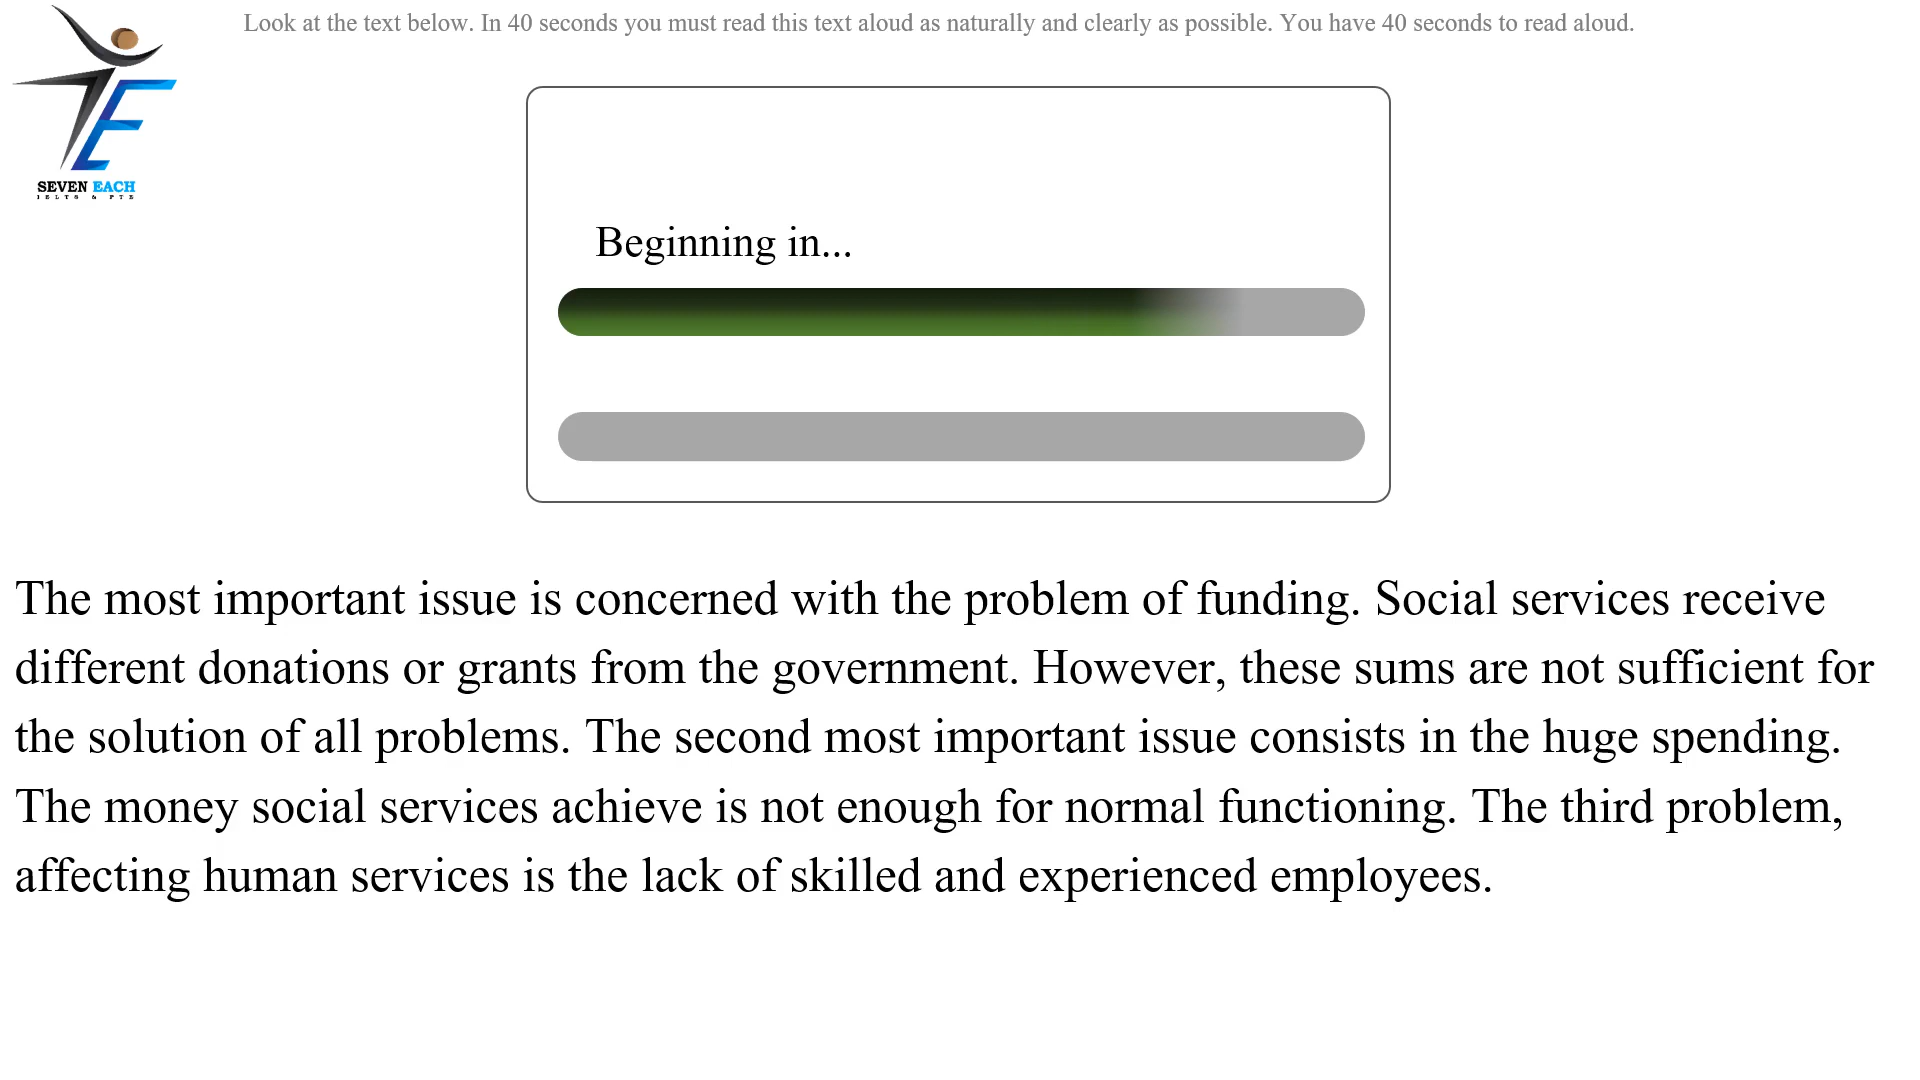 Look at the text below. In 40 seconds you must read this text aloud as naturally and clearly as possible. You have 40 seconds to read aloud.
SEVEN EACH
IELTS & PTE
Beginning in...
The most important issue is concerned with the problem of funding. Social services receive
different donations or grants from the government. However, these sums are not sufficient for
the solution of all problems. The second most important issue consists in the huge spending.
The money social services achieve is not enough for normal functioning. The third problem,
affecting human services is the lack of skilled and experienced employees.